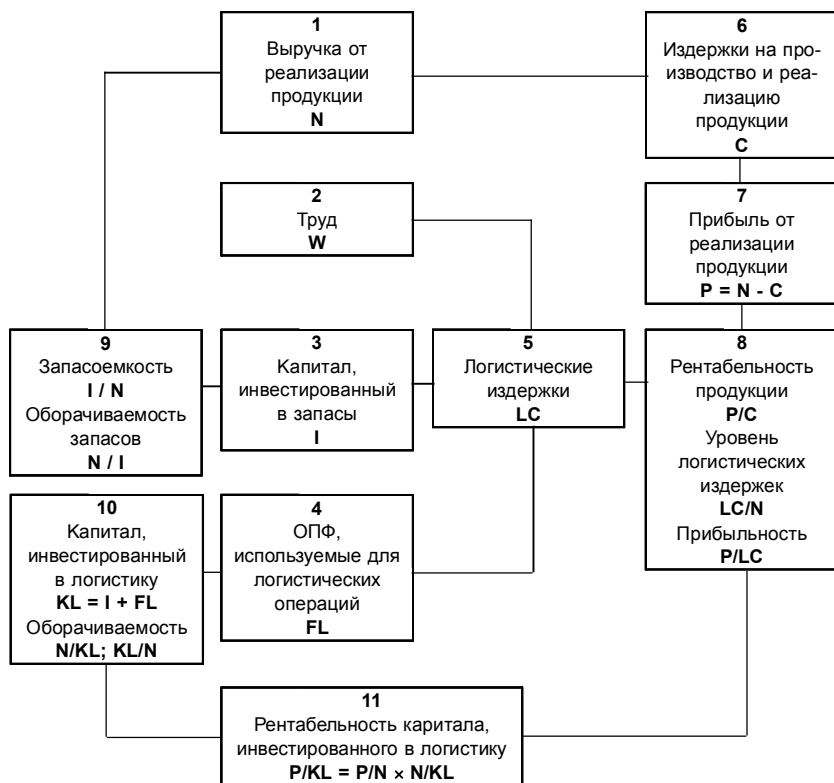 1
Выручка от
реализации
продукции
N
6
Издержки на про-
изводство и реа-
лизацию
продукции
C
2
Труд
W
7
Прибыль от
реализации
продукции
P = N - C
9
Запасоемкость
I / N
Оборачиваемость
запасов
N / I
3
Капитал,
инвестированный
в запасы
I
5
Логистические
издержки
LC
8
Рентабельность
продукции
P/C
Уровень
логистических
издержек
LC/N
Прибыльность
P/LC
10
Капитал,
инвестированный
в логистику
KL = I + FL
Оборачиваемость
N/KL; KL/N
4
ОПФ,
используемые для
логистических
операций
FL
11
Рентабельность каритала,
инвестированного в логистику
P/KL = P/N × N/KL